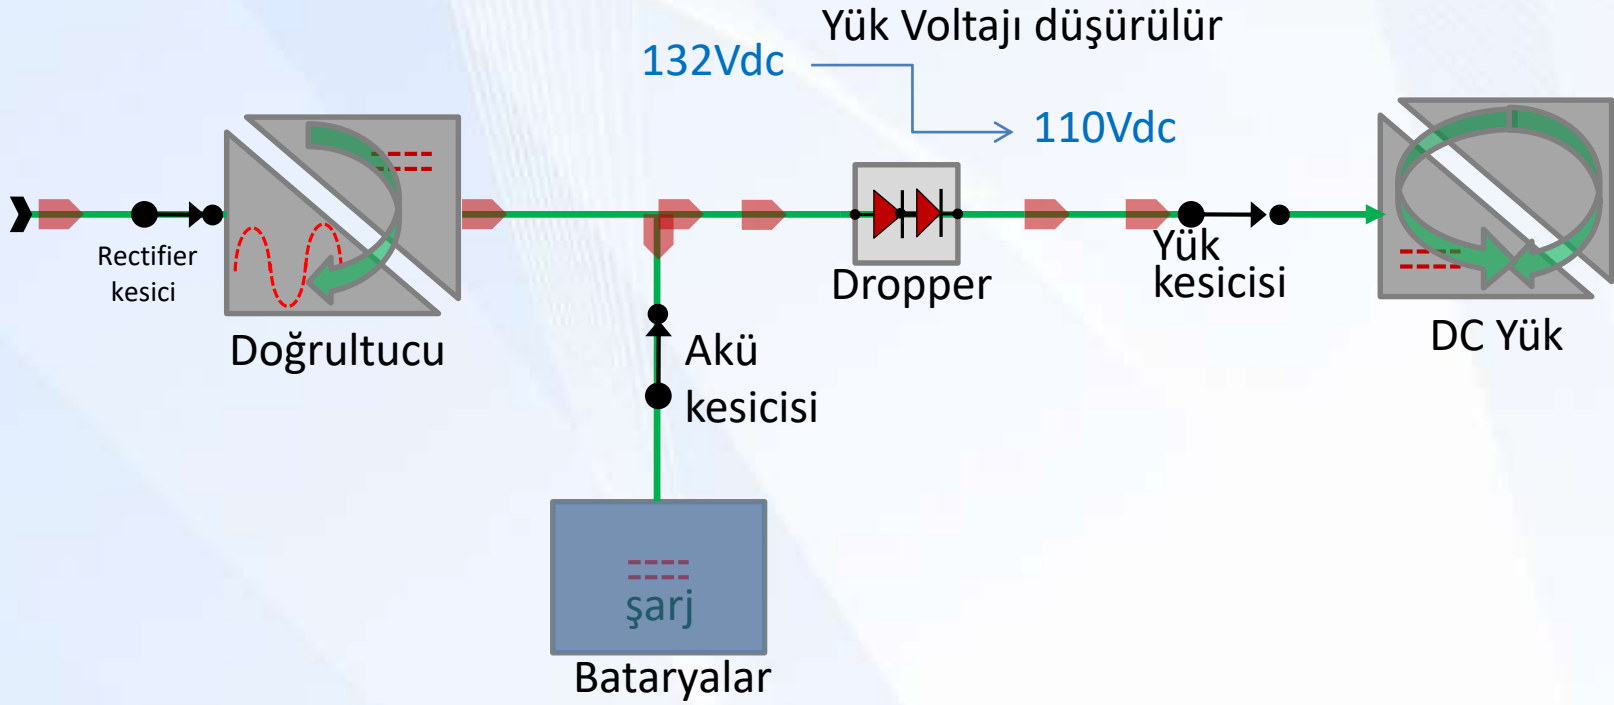 Yük Voltajı düşürülür
132Vdc
110Vdc
Rectifier
kesici
Doğrultucu
Akü
kesicisi
Dropper
Yük
kesicisi
DC Yük
şarj
Bataryalar